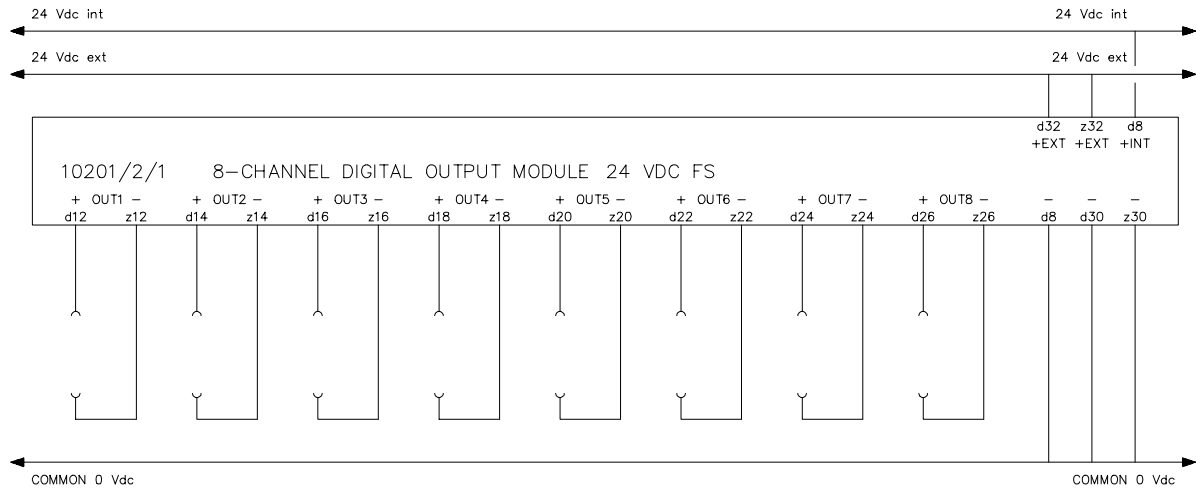 24 Vdc int 24 Vdc int
24 Vdc ext 24 Vdc ext
d32 z32 d8
+EXT +EXT +INT
10201/2/1 8-CHANNEL DIGITAL OUTPUT MODULE 24 VDC FS
+ OUT1 - + OUT2 - + OUT3 - + OUT4 - + OUT5 - + OUT6 - + OUT7 - + OUT8 - - - -
d12 z12 d14 z14 d16 z16 d18 z18 d20 z20 d22 z22 d24 z24 d26 z26 d8 d30 z30
COMMON 0 Vdc COMMON 0 Vdc